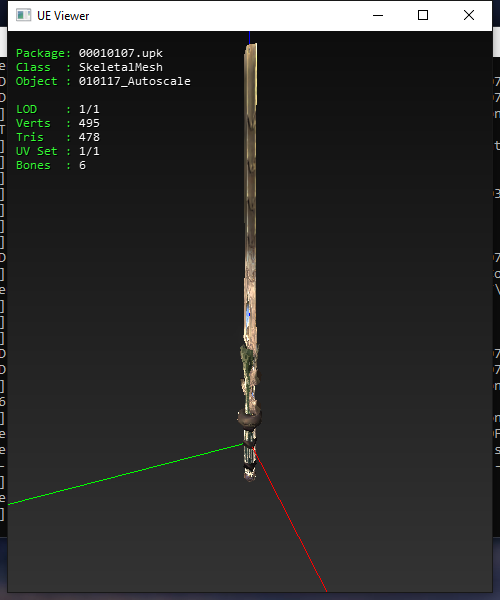 UE Viewer
Package: 00010107.upk
Class  : SkeletalMesh
Object : 010117_Autoscale
LOD    : 1/1
Verts  : 495
Tris   : 478
UV Set : 1/1
Bones  : 6